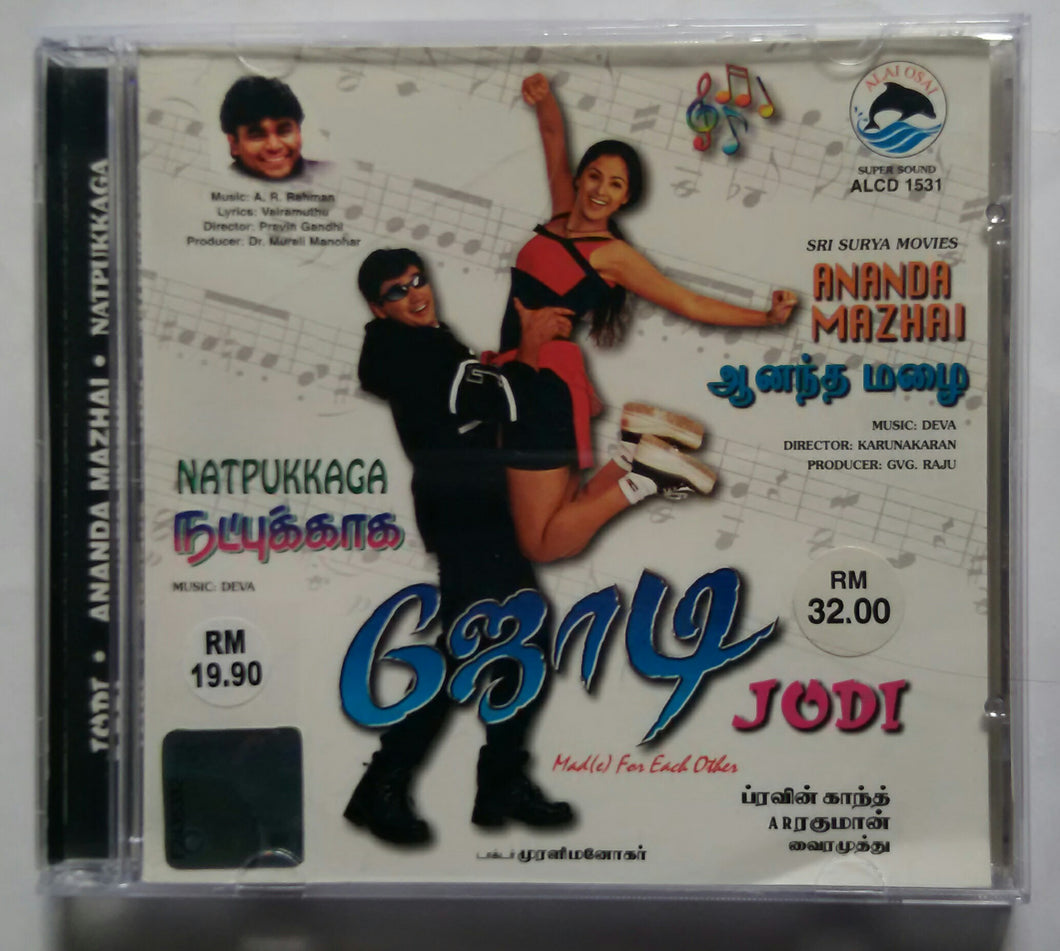 JODI • ANANDA MAZHAI • NATPUKKAGA
Music: A. R. Rahman
Lyrics: Vairamuthu
Director: Pravin Gandhi
Producer: Dr. Murali Manohar
ALAI OSAI
SUPER SOUND
ALCD 1531
SRI SURYA MOVIES
ANANDA
MAZHAI
ஆனந்த மழை
MUSIC: DEVA
DIRECTOR: KARUNAKARAN
PRODUCER: GVG. RAJU
NATPUKKAGA
நட்புக்காக
MUSIC: DEVA
RM
19.90
RM
32.00
ஜோடி
JODI
Mad(e) For Each Other
ப்ரவின் காந்த்
A R ரகுமான்
வைரமுத்து
டாக்டர் முரளிமனோகர்